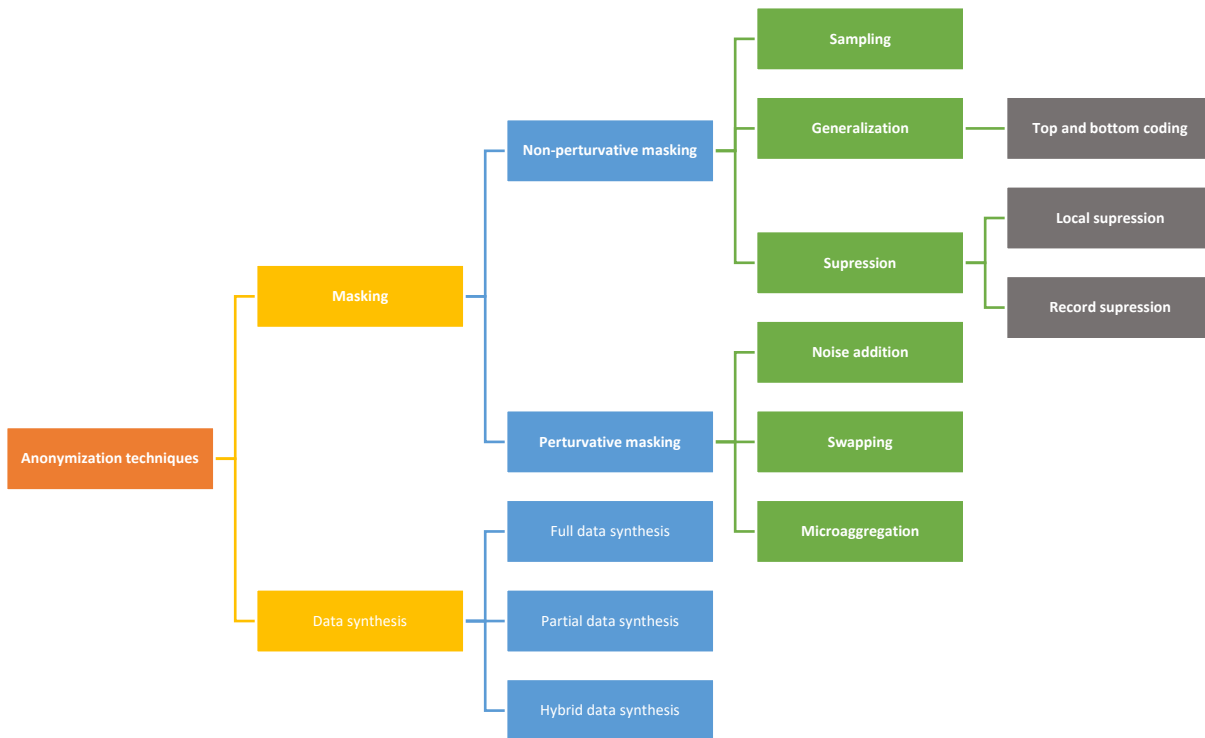 Anonymization techniques
Masking
Non-perturvative masking
Sampling
Generalization
Top and bottom coding
Supression
Local supression
Record supression
Perturvative masking
Noise addition
Swapping
Microaggregation
Data synthesis
Full data synthesis
Partial data synthesis
Hybrid data synthesis